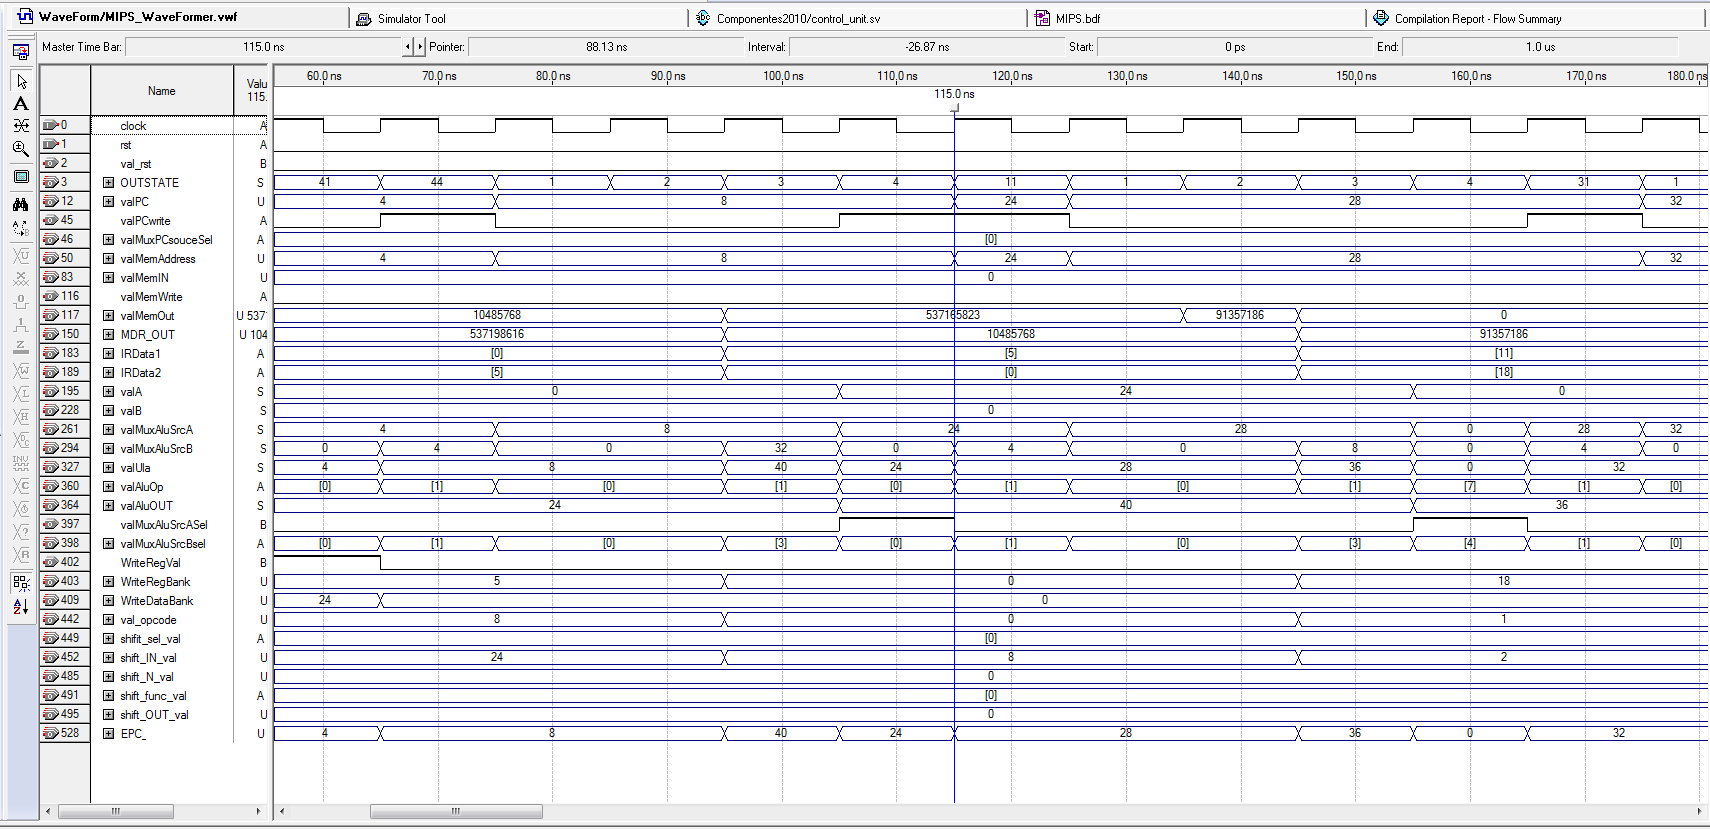 WaveForm/MIPS_WaveFormer.vwf Simulator Tool Componentes2010/control_unit.sv MIPS.bdf Compilation Report - Flow Summary
Master Time Bar: 115.0 ns Pointer: 88.13 ns Interval: -26.87 ns Start: 0 ps End: 1.0 us
Name Valu 115. 60.0 ns 70.0 ns 80.0 ns 90.0 ns 100.0 ns 110.0 ns 120.0 ns 130.0 ns 140.0 ns 150.0 ns 160.0 ns 170.0 ns 180.0 ns
115.0 ns
0 clock A
1 rst A
2 val_rst B
3 OUTSTATE S 41 44 1 2 3 4 11 1 2 3 4 31 1
12 valPC U 4 8 24 28 32
45 valPCwrite A
46 valMuxPCsouceSel A [0]
50 valMemAddress U 4 8 24 28 32
83 valMemIN U 0
116 valMemWrite A
117 valMemOut U 537 10485768 537165823 91357186 0
150 MDR_OUT U 104 537198616 10485768 91357186
183 IRData1 A [0] [5] [11]
189 IRData2 A [5] [0] [18]
195 valA S 0 24 0
228 valB S 0
261 valMuxAluSrcA S 4 8 24 28 0 28 32
294 valMuxAluSrcB S 0 4 0 32 0 4 0 8 0 4 0
327 valUla S 4 8 40 24 28 36 0 32
360 valAluOp A [0] [1] [0] [1] [0] [1] [0] [1] [7] [1] [0]
364 valAluOUT S 24 40 36
397 valMuxAluSrcASel B
398 valMuxAluSrcBsel A [0] [1] [0] [3] [0] [1] [0] [3] [4] [1] [0]
402 WriteRegVal B
403 WriteRegBank U 5 0 18
409 WriteDataBank U 24 0
442 val_opcode U 8 0 1
449 shifit_sel_val A [0]
452 shift_IN_val U 24 8 2
485 shift_N_val U 0
491 shift_func_val A [0]
495 shift_OUT_val U 0
528 EPC_ U 4 8 40 24 28 36 0 32